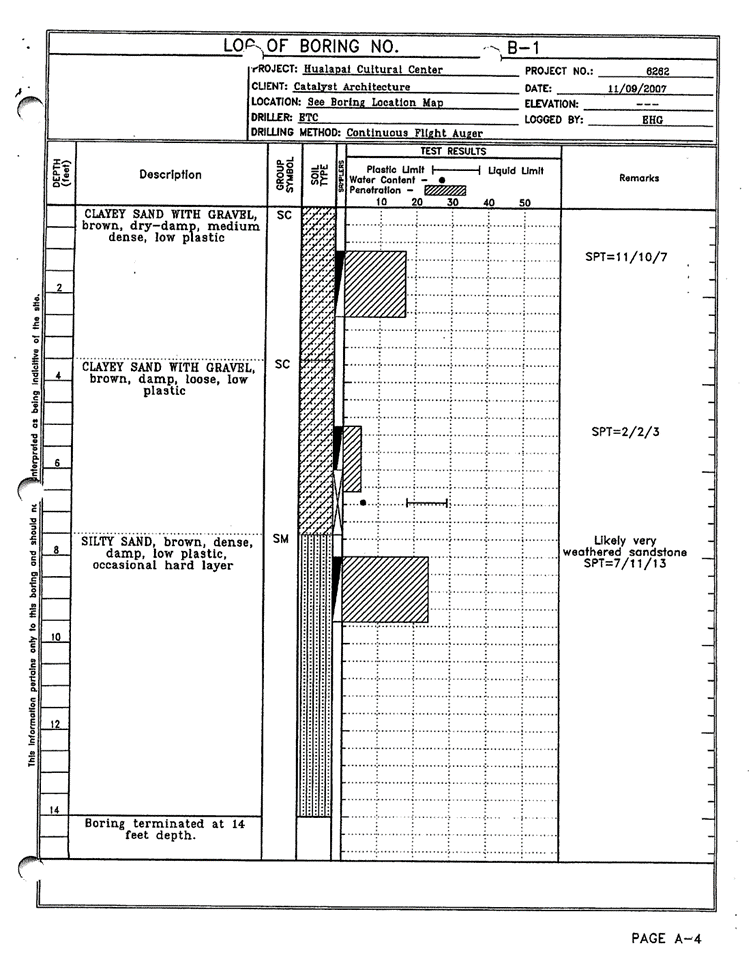 LOG OF BORING NO. B-1
PROJECT: Hualapai Cultural Center PROJECT NO.: 6262
CLIENT: Catalyst Architecture DATE: 11/09/2007
LOCATION: See Boring Location Map ELEVATION: ---
DRILLER: ETC LOGGED BY: EHG
DRILLING METHOD: Continuous Flight Auger
DEPTH (feet)
Description
GROUP SYMBOL
SOIL TYPE
SAMPLERS
TEST RESULTS
Plastic Limit Liquid Limit
Water Content -
Penetration -
10 20 30 40 50
Remarks
CLAYEY SAND WITH GRAVEL, SC
brown, dry-damp, medium
dense, low plastic
SPT=11/10/7
2
CLAYEY SAND WITH GRAVEL, SC
4
brown, damp, loose, low
plastic
SPT=2/2/3
6
SILTY SAND, brown, dense, SM
8
damp, low plastic,
occasional hard layer
Likely very
weathered sandstone
SPT=7/11/13
10
12
14
Boring terminated at 14
feet depth.
This information pertains only to this boring and should interpreted as being indicitive of the site.
PAGE A-4